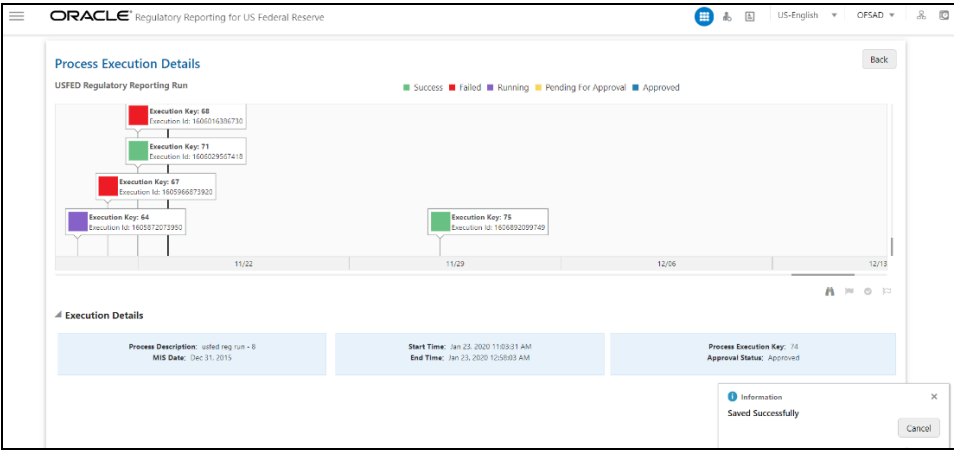 ORACLE® Regulatory Reporting for US Federal Reserve
US-English
OFSAD
Process Execution Details
Back
USFED Regulatory Reporting Run
Success Failed Running Pending For Approval Approved
Execution Key: 68
Execution Id: 1606016386730
Execution Key: 71
Execution Id: 1606029567418
Execution Key: 67
Execution Id: 1605966873920
Execution Key: 64
Execution Id: 1605872073950
Execution Key: 75
Execution Id: 1606892099749
11/22 11/29 12/06 12/13
Execution Details
Process Description: usfed reg run - 8
MIS Date: Dec 31, 2015
Start Time: Jan 23, 2020 11:03:31 AM
End Time: Jan 23, 2020 12:58:03 AM
Process Execution Key: 74
Approval Status: Approved
Information
Saved Successfully
Cancel